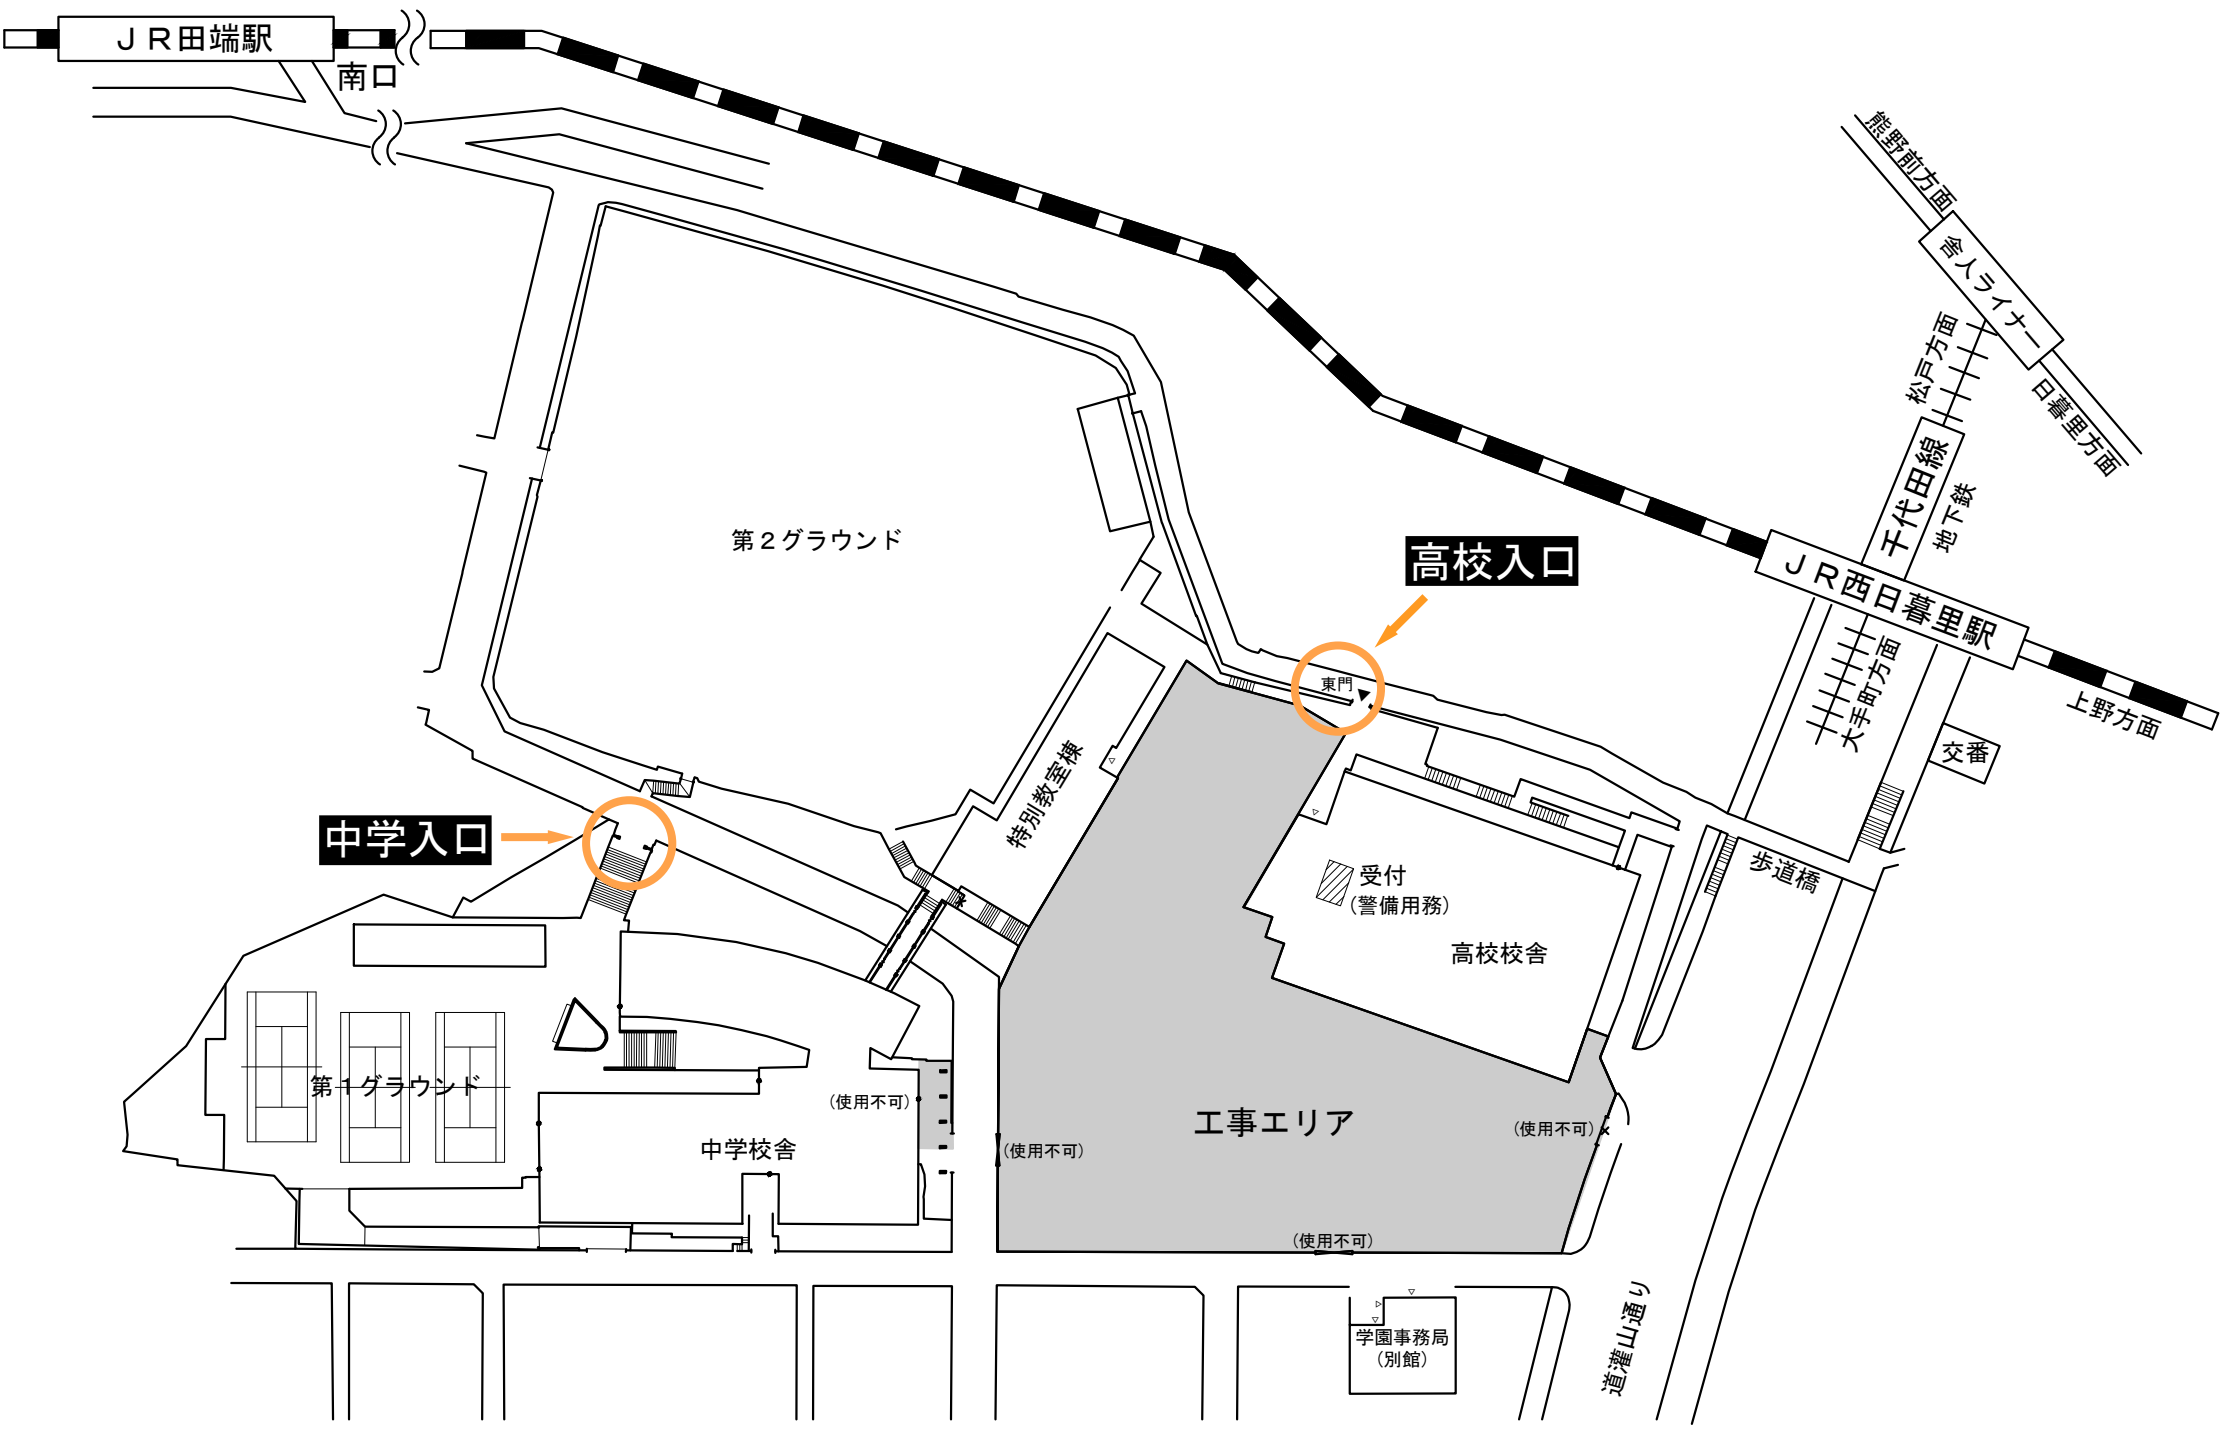 ＪＲ田端駅
南口
熊野前方面
舎人ライナー
日暮里方面
松戸方面
千代田線
地下鉄
第２グラウンド
高校入口
ＪＲ西日暮里駅
大手町方面
上野方面
東門
交番
特別教室棟
中学入口
歩道橋
受付
（警備用務）
高校校舎
第１グラウンド
（使用不可）
工事エリア
（使用不可）
中学校舎
（使用不可）
（使用不可）
学園事務局
（別館）
道灌山通り